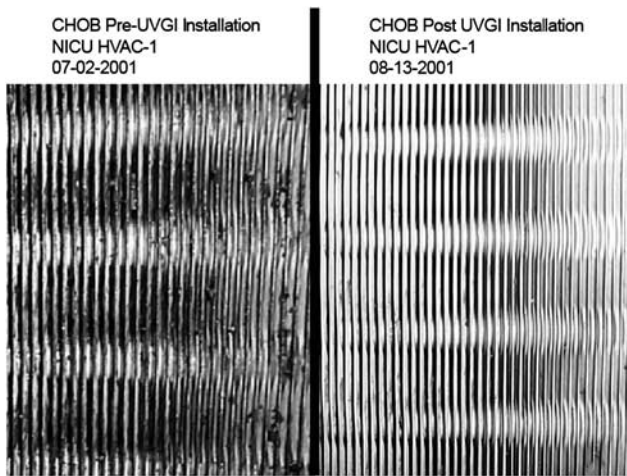 CHOB Pre-UVGI Installation
NICU HVAC-1
07-02-2001
CHOB Post UVGI Installation
NICU HVAC-1
08-13-2001